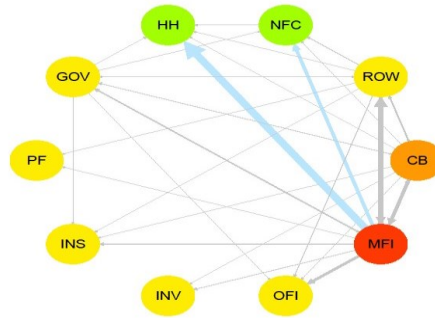 HH
NFC
GOV
ROW
PF
CB
INS
MFI
INV
OFI